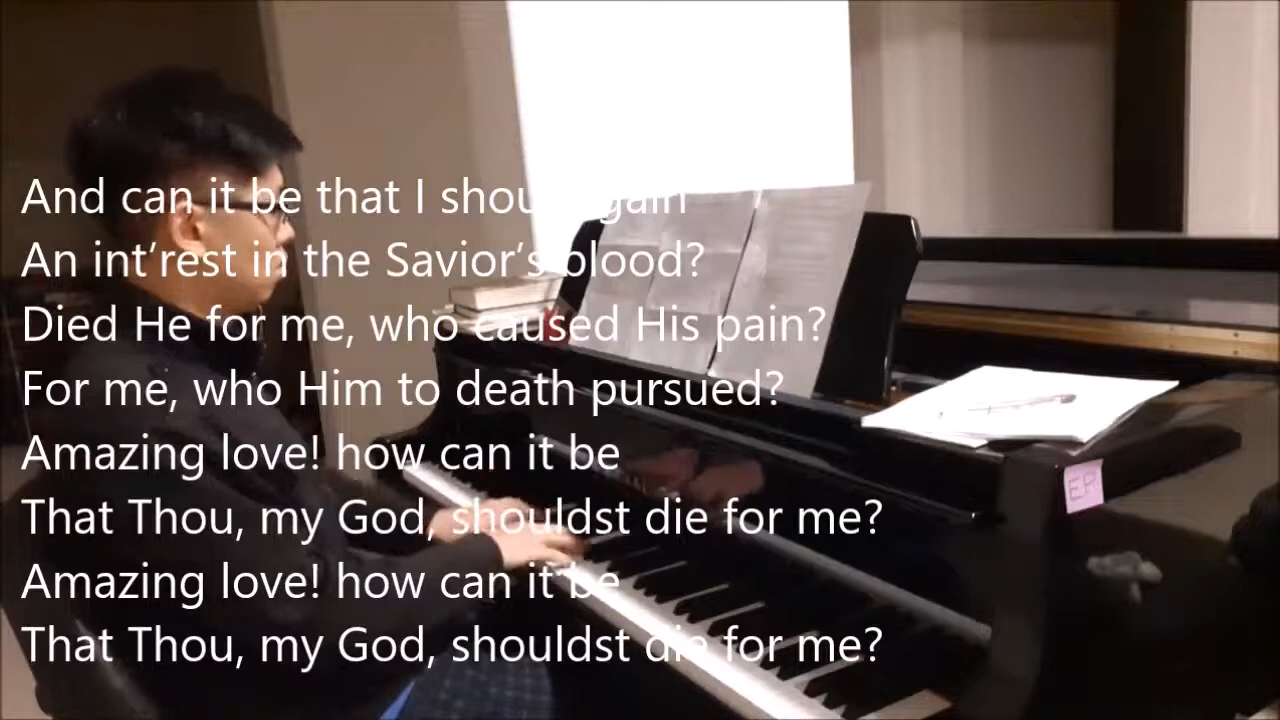 And can it be that I should gain
An int’rest in the Savior’s blood?
Died He for me, who caused His pain?
For me, who Him to death pursued?
Amazing love! how can it be
That Thou, my God, shouldst die for me?
Amazing love! how can it be
That Thou, my God, shouldst die for me?
EP